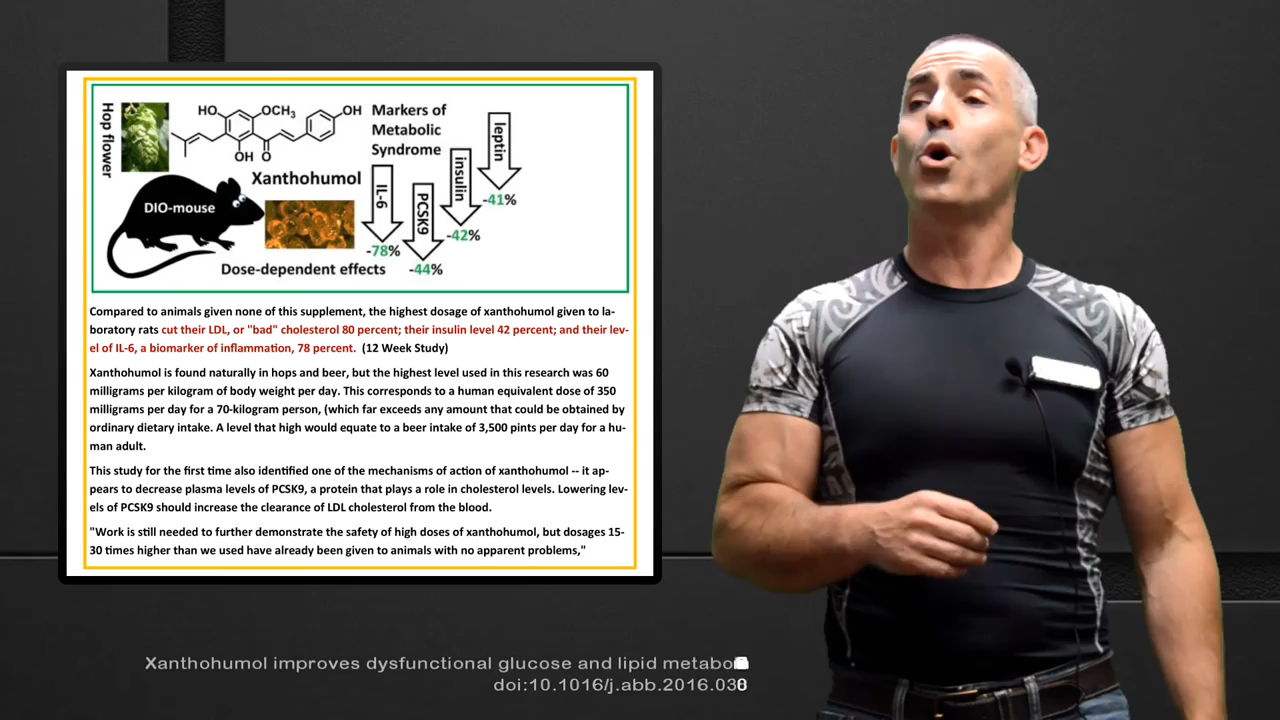 Hop flower
HO
OCH3
OH
OH
O
Markers of
Metabolic
Syndrome
leptin
-41%
insulin
-42%
IL-6
-78%
PCSK9
-44%
Xanthohumol
DIO-mouse
Dose-dependent effects
Compared to animals given none of this supplement, the highest dosage of xanthohumol given to la-
boratory rats cut their LDL, or "bad" cholesterol 80 percent; their insulin level 42 percent; and their lev-
el of IL-6, a biomarker of inflammation, 78 percent. (12 Week Study)
Xanthohumol is found naturally in hops and beer, but the highest level used in this research was 60
milligrams per kilogram of body weight per day. This corresponds to a human equivalent dose of 350
milligrams per day for a 70-kilogram person, (which far exceeds any amount that could be obtained by
ordinary dietary intake. A level that high would equate to a beer intake of 3,500 pints per day for a hu-
man adult.
This study for the first time also identified one of the mechanisms of action of xanthohumol -- it ap-
pears to decrease plasma levels of PCSK9, a protein that plays a role in cholesterol levels. Lowering lev-
els of PCSK9 should increase the clearance of LDL cholesterol from the blood.
"Work is still needed to further demonstrate the safety of high doses of xanthohumol, but dosages 15-
30 times higher than we used have already been given to animals with no apparent problems,"
Xanthohumol improves dysfunctional glucose and lipid
doi:10.1016/j.abb.2016.03